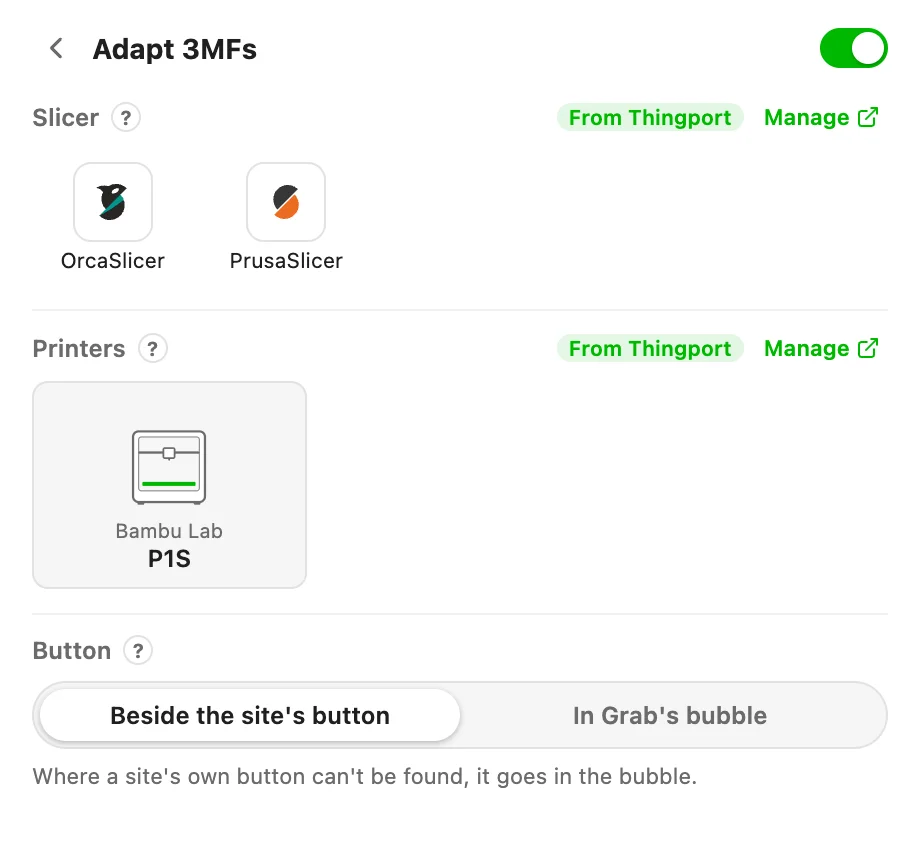 Adapt 3MFs
Slicer ?
From Thingport
Manage
OrcaSlicer
PrusaSlicer
Printers ?
From Thingport
Manage
Bambu Lab
P1S
Button ?
Beside the site's button
In Grab's bubble
Where a site's own button can't be found, it goes in the bubble.